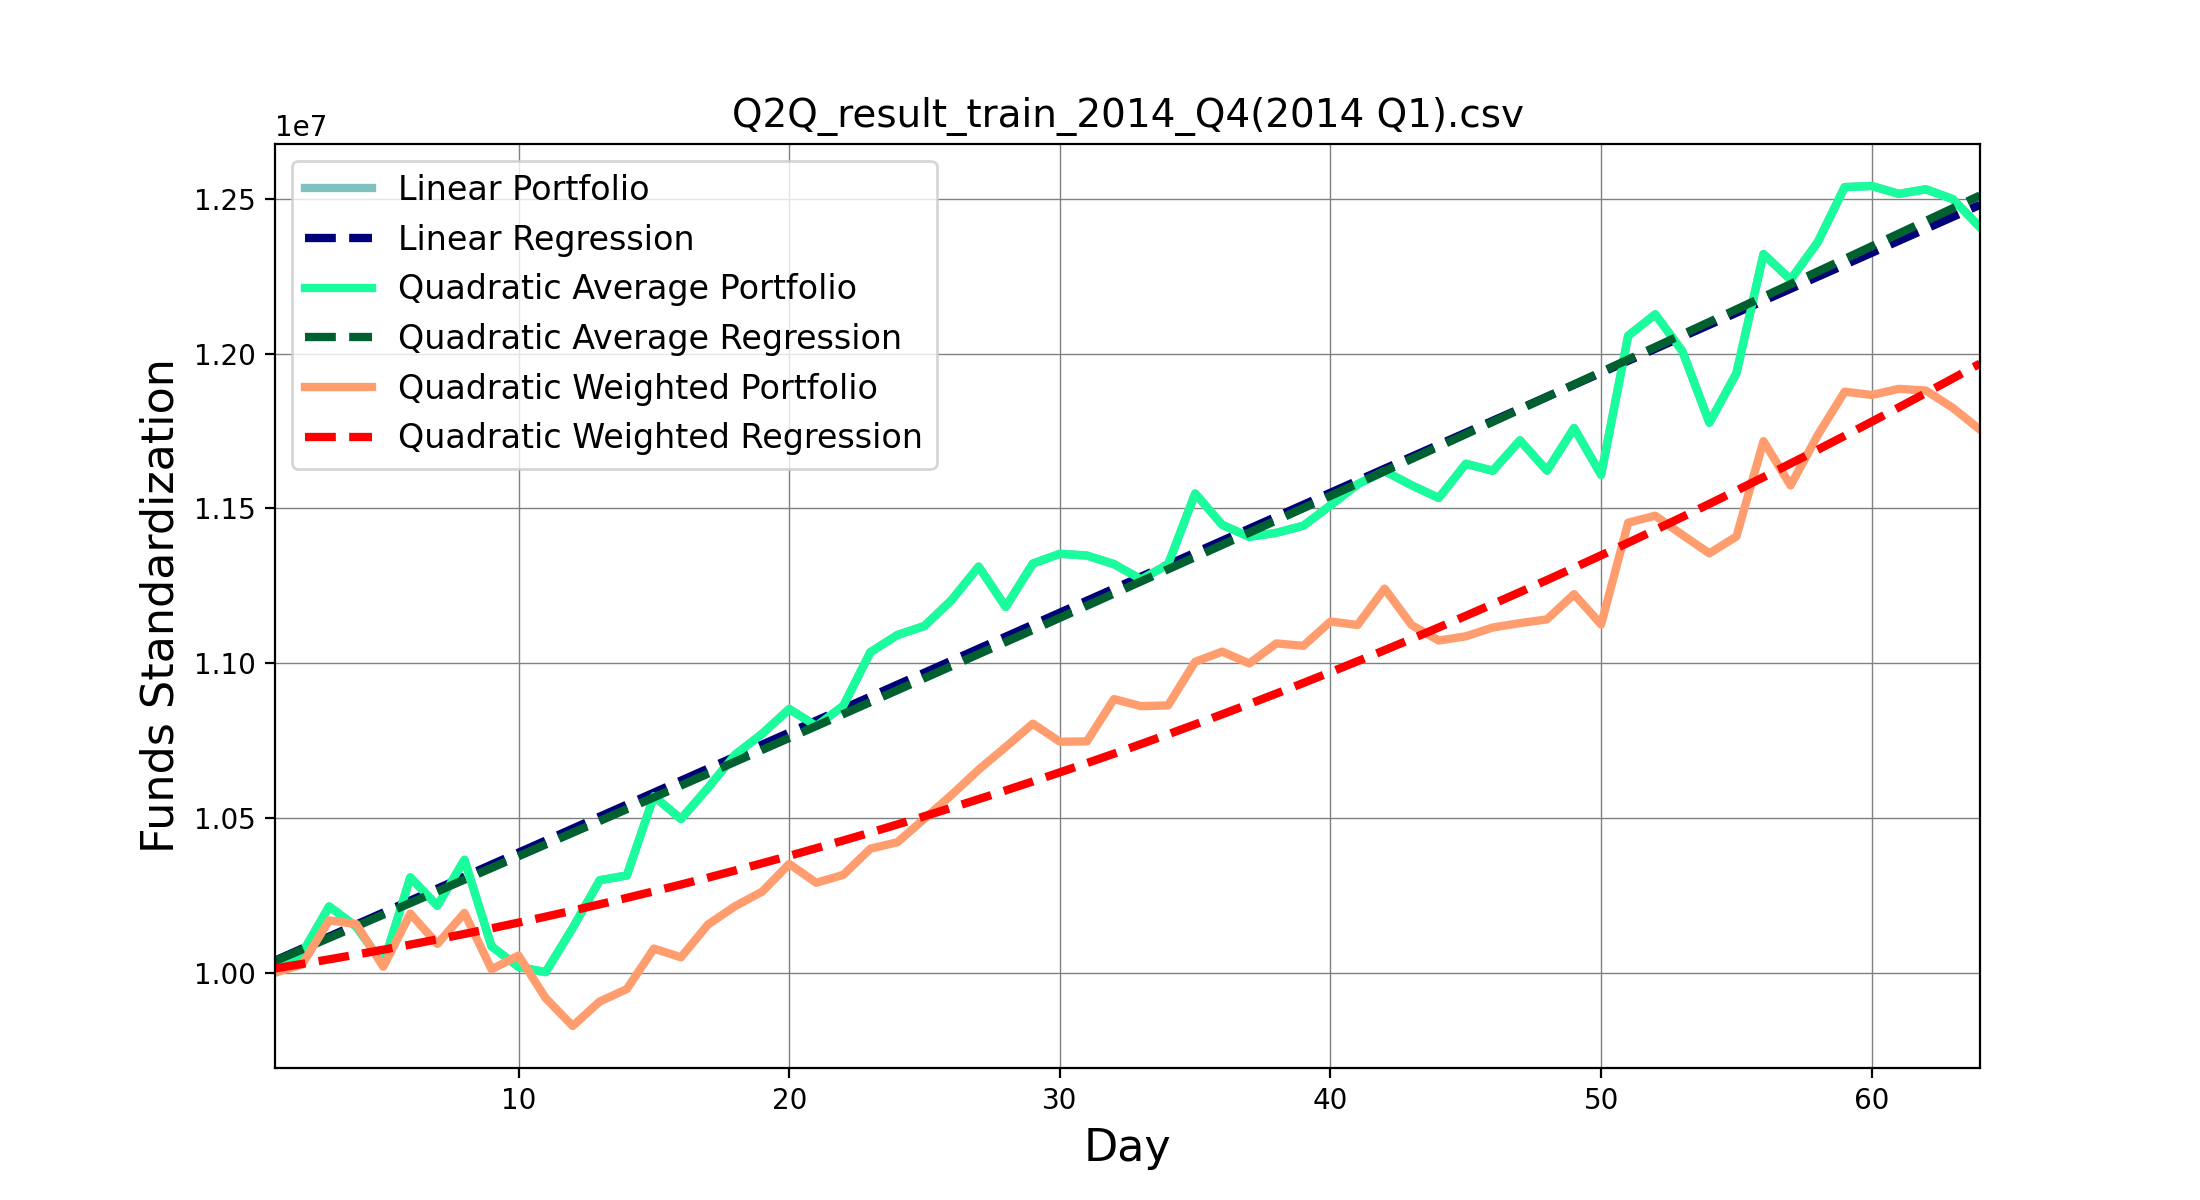 Q2Q_result_train_2014_Q4(2014 Q1).csv
1e7
Linear Portfolio
Linear Regression
Quadratic Average Portfolio
Quadratic Average Regression
Quadratic Weighted Portfolio
Quadratic Weighted Regression
1.25
1.20
1.15
1.10
1.05
1.00
Funds Standardization
10 20 30 40 50 60
Day